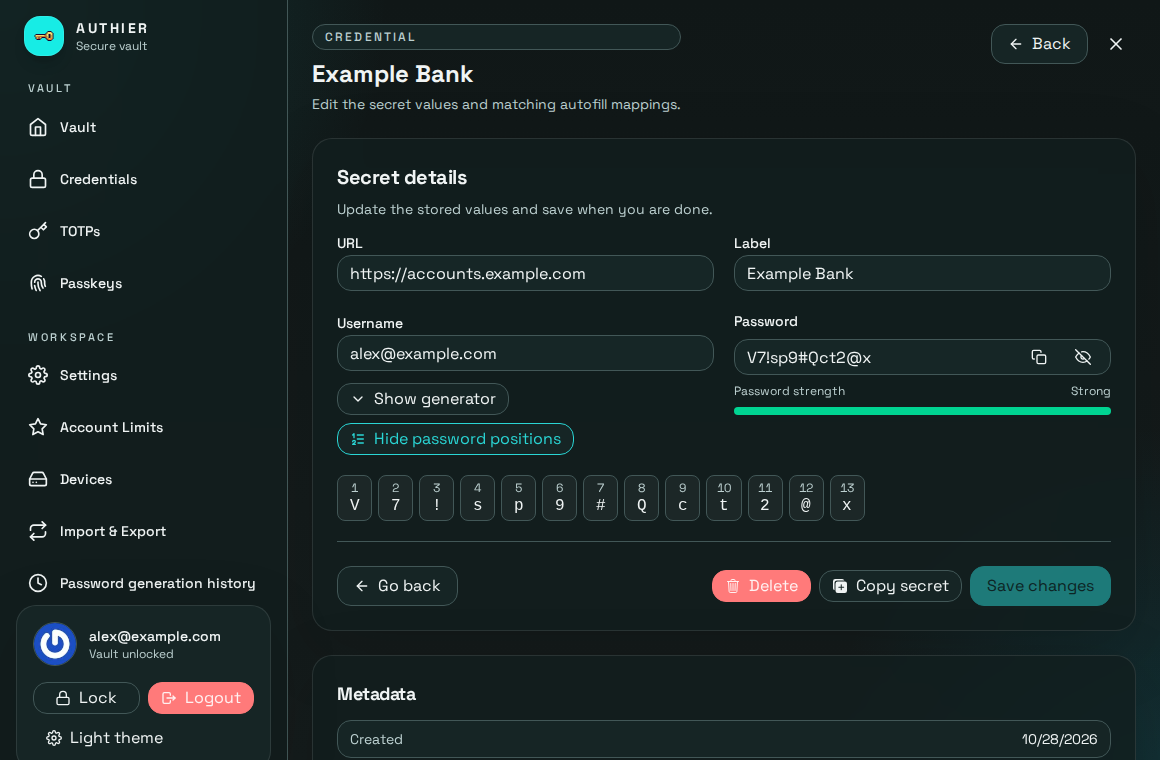 AUTHIER
Secure vault
VAULT
Vault
Credentials
TOTPs
Passkeys
WORKSPACE
Settings
Account Limits
Devices
Import & Export
Password generation history
alex@example.com
Vault unlocked
Lock
Logout
Light theme
CREDENTIAL
Back
Example Bank
Edit the secret values and matching autofill mappings.
Secret details
Update the stored values and save when you are done.
URL
https://accounts.example.com
Label
Example Bank
Username
alex@example.com
Password
V7!sp9#Qct2@x
Password strength Strong
Show generator
Hide password positions
1 2 3 4 5 6 7 8 9 10 11 12 13
V 7 ! s p 9 # Q c t 2 @ x
Go back
Delete
Copy secret
Save changes
Metadata
Created 10/28/2026